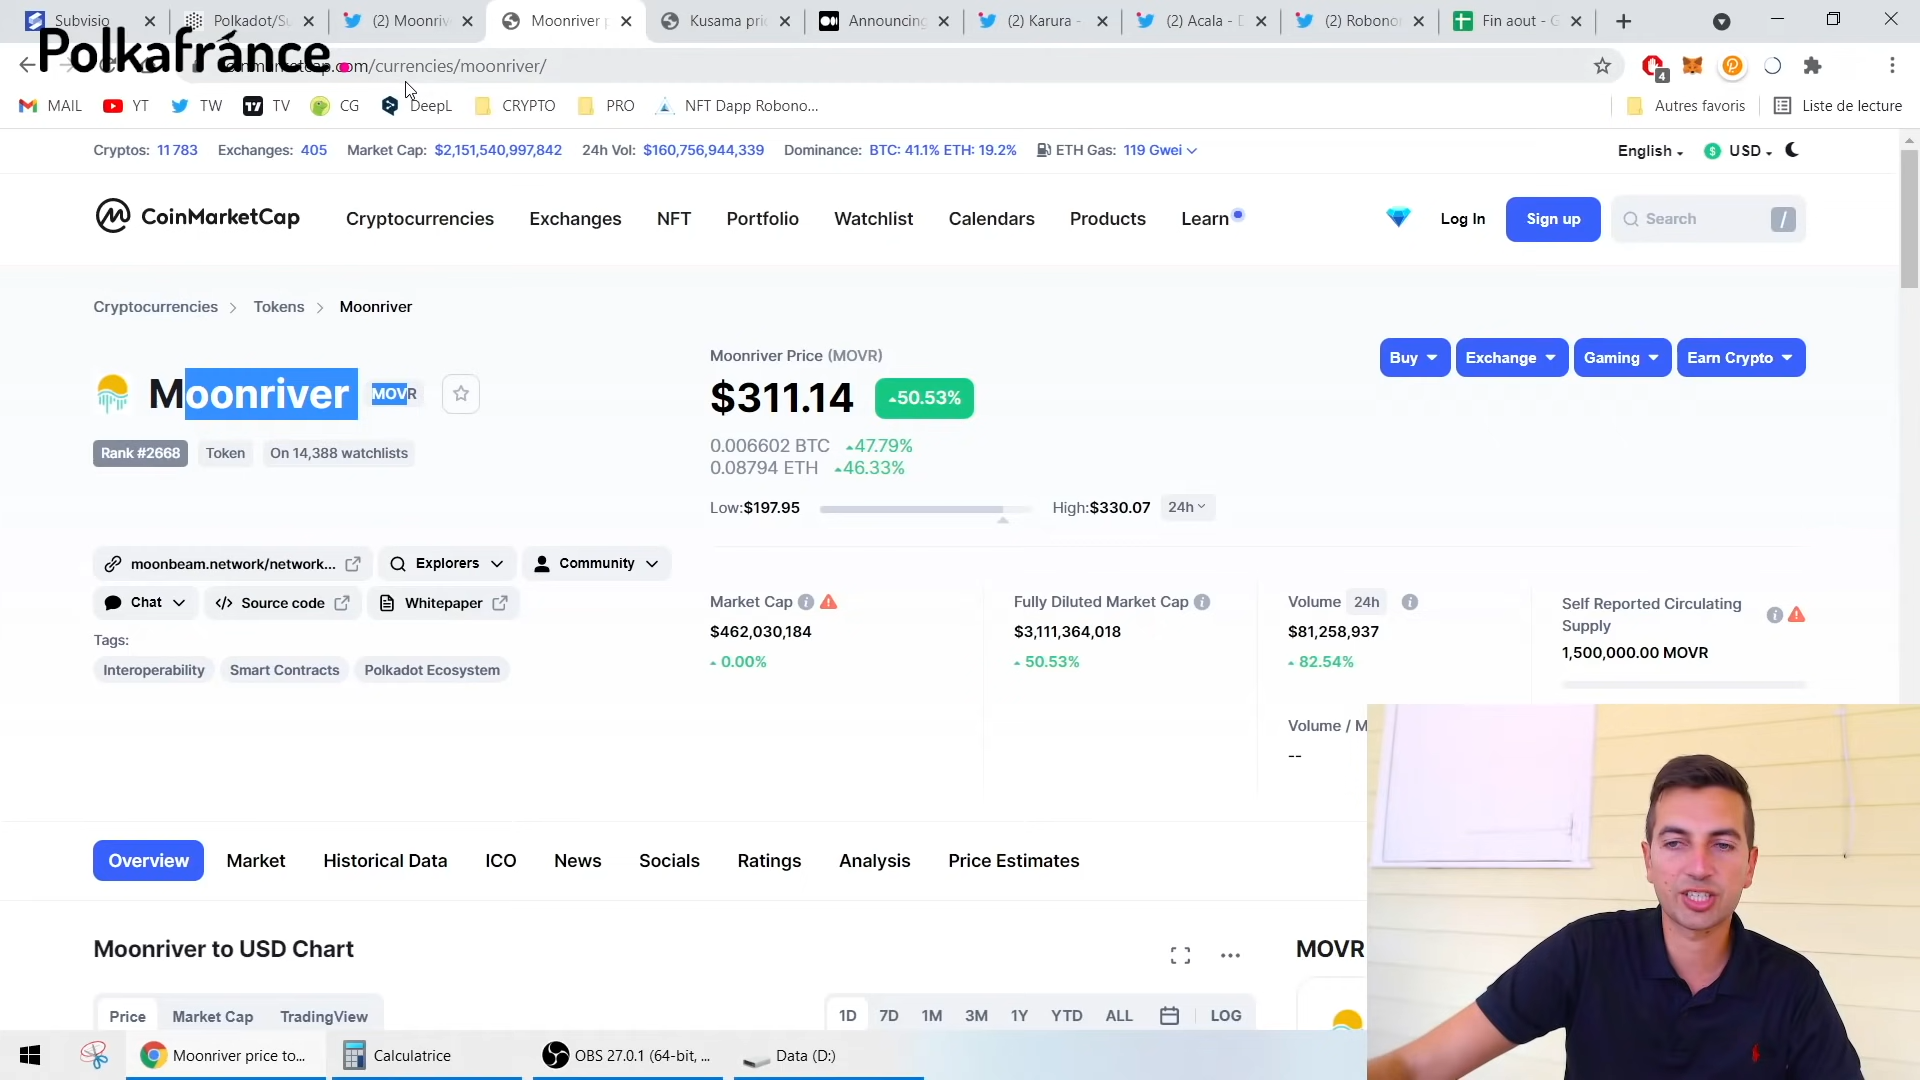 Subvisio
Polkadot/Su
(2) Moonrive
Moonriver p
Kusama pric
Announcing
(2) Karura -
(2) Acala - D
(2) Robonom
Fin aout - G
Polkafránce
/currencies/moonriver/
4
MAIL
YT
TW
TV
CG
DeepL
CRYPTO
PRO
NFT Dapp Robono...
Autres favoris
Liste de lecture
Cryptos: 11 783 Exchanges: 405 Market Cap: $2,151,540,997,842 24h Vol: $160,756,944,339 Dominance: BTC: 41.1% ETH: 19.2% ETH Gas: 119 Gwei
English
USD
CoinMarketCap
Cryptocurrencies
Exchanges
NFT
Portfolio
Watchlist
Calendars
Products
Learn
Log In
Sign up
Search /
Cryptocurrencies > Tokens > Moonriver
Moonriver MOVR
Rank #2668
Token
On 14,388 watchlists
Moonriver Price (MOVR)
$311.14
50.53%
0.006602 BTC 47.79%
0.08794 ETH 46.33%
Low:$197.95
High:$330.07
24h
Buy
Exchange
Gaming
Earn Crypto
moonbeam.network/network...
Explorers
Community
Chat
Source code
Whitepaper
Tags:
Interoperability
Smart Contracts
Polkadot Ecosystem
Market Cap
$462,030,184
0.00%
Fully Diluted Market Cap
$3,111,364,018
50.53%
Volume 24h
$81,258,937
82.54%
Volume / M
--
Self Reported Circulating
Supply
1,500,000.00 MOVR
Overview
Market
Historical Data
ICO
News
Socials
Ratings
Analysis
Price Estimates
Moonriver to USD Chart
MOVR
Price
Market Cap
TradingView
1D
7D
1M
3M
1Y
YTD
ALL
LOG
Moonriver price to...
Calculatrice
OBS 27.0.1 (64-bit, ...
Data (D:)